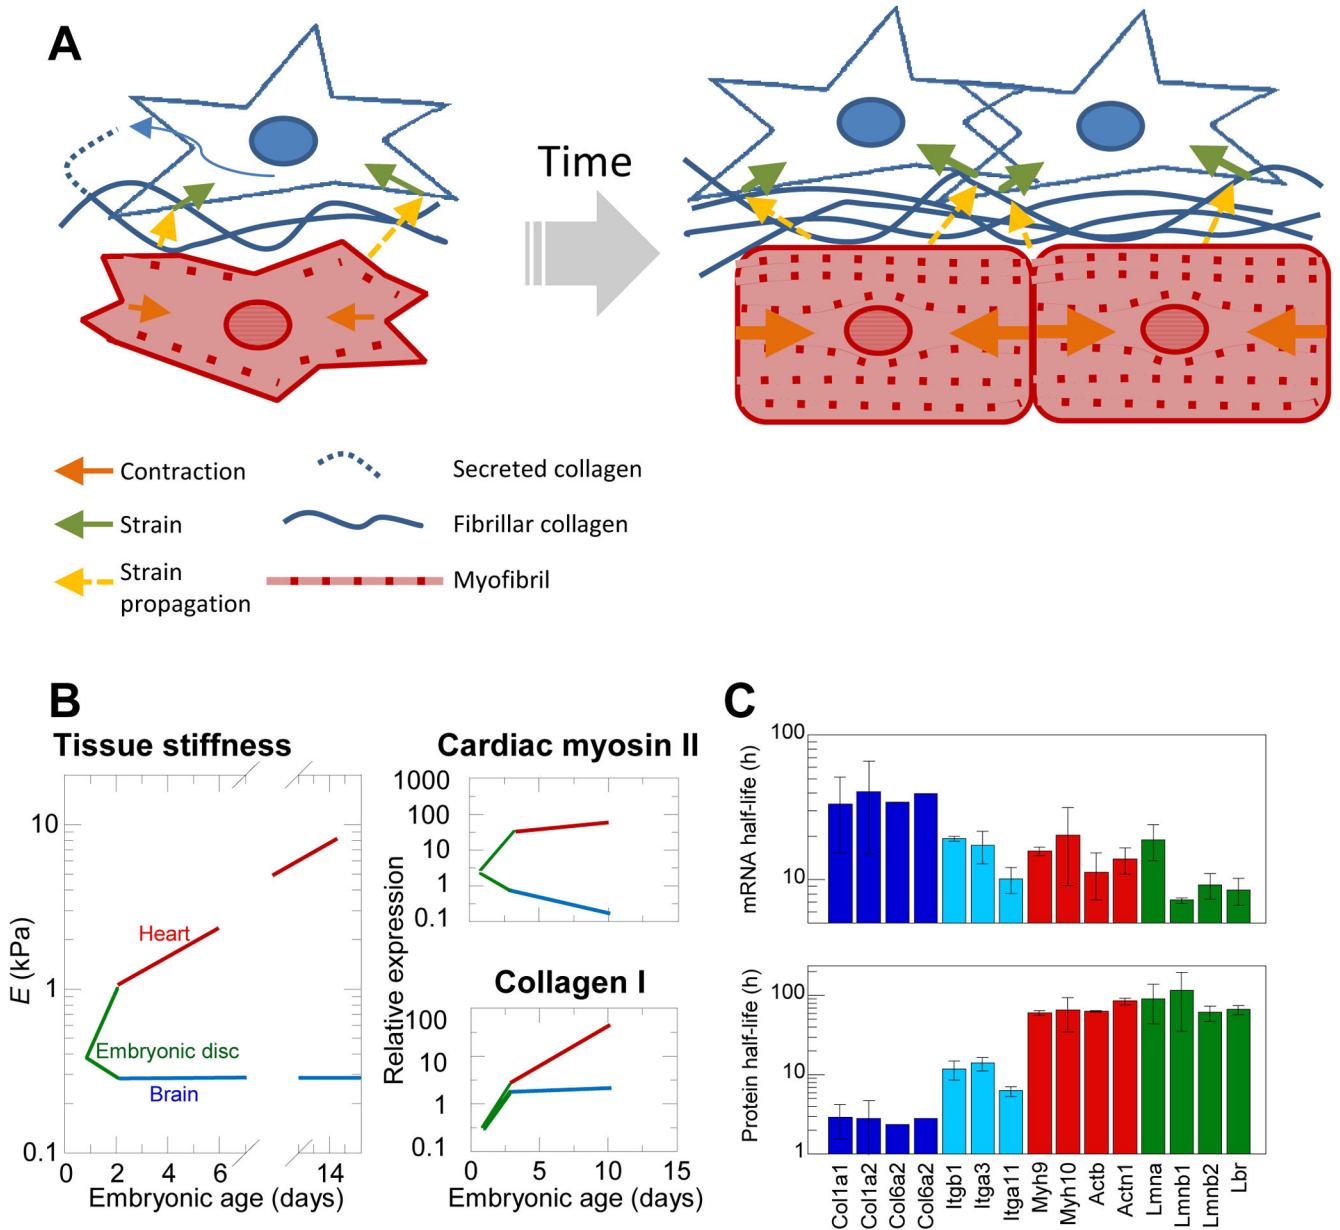 A
Time
Contraction
Strain
Strain
propagation
Secreted collagen
Fibrillar collagen
Myofibril
B
Tissue stiffness
E (kPa)
10
1
0.1
Heart
Embryonic disc
Brain
0
2
6
14
Embryonic age (days)
Cardiac myosin II
1000
100
10
1
0.1
Relative expression
Collagen I
100
10
1
0.1
0
5
10
15
Embryonic age (days)
C
mRNA half-life (h)
100
10
Protein half-life (h)
100
10
1
Col1a1
Col1a2
Col6a2
Col6a2
Itgb1
Itga3
Itga11
Myh9
Myh10
Actb
Actn1
Lmna
Lmnb1
Lmnb2
Lbr